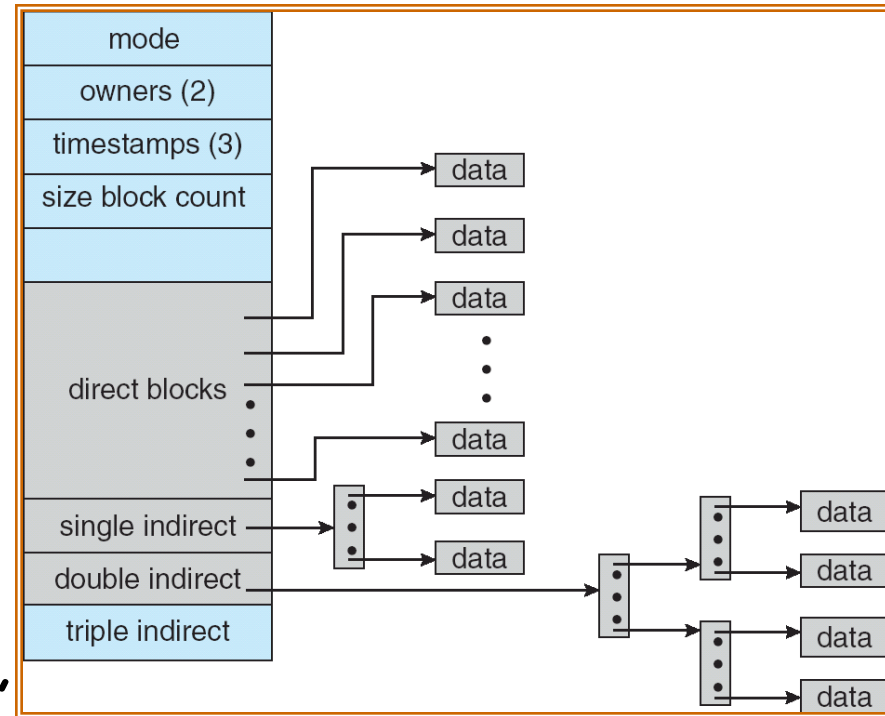 mode
owners (2)
timestamps (3)
size block count
direct blocks
single indirect
double indirect
triple indirect
data
data
data
data
data
data
data
data
data
data